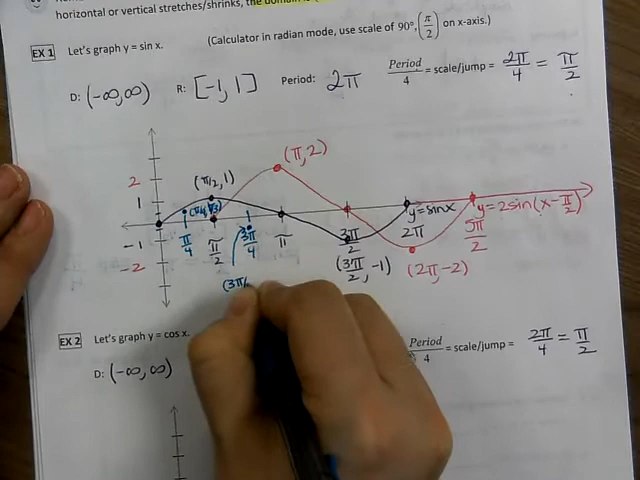 horizontal or vertical stretches/shrinks, the domain is
EX 1 Let's graph y = sin x. (Calculator in radian mode, use scale of 90°, (π/2) on x-axis.)
D: (-∞,∞) R: [-1, 1] Period: 2π Period/4 = scale/jump = 2π/4 = π/2
(π, 2)
2
(π/2, 1)
1
y=sinx y=2sin(x-π/2)
-1 π/4 π/2 3π/4 π 3π/2 2π 5π/2
-2 (3π/2, -1) (2π, -2)
(3π/
EX 2 Let's graph y = cos x. Period/4 = scale/jump = 2π/4 = π/2
D: (-∞, ∞)